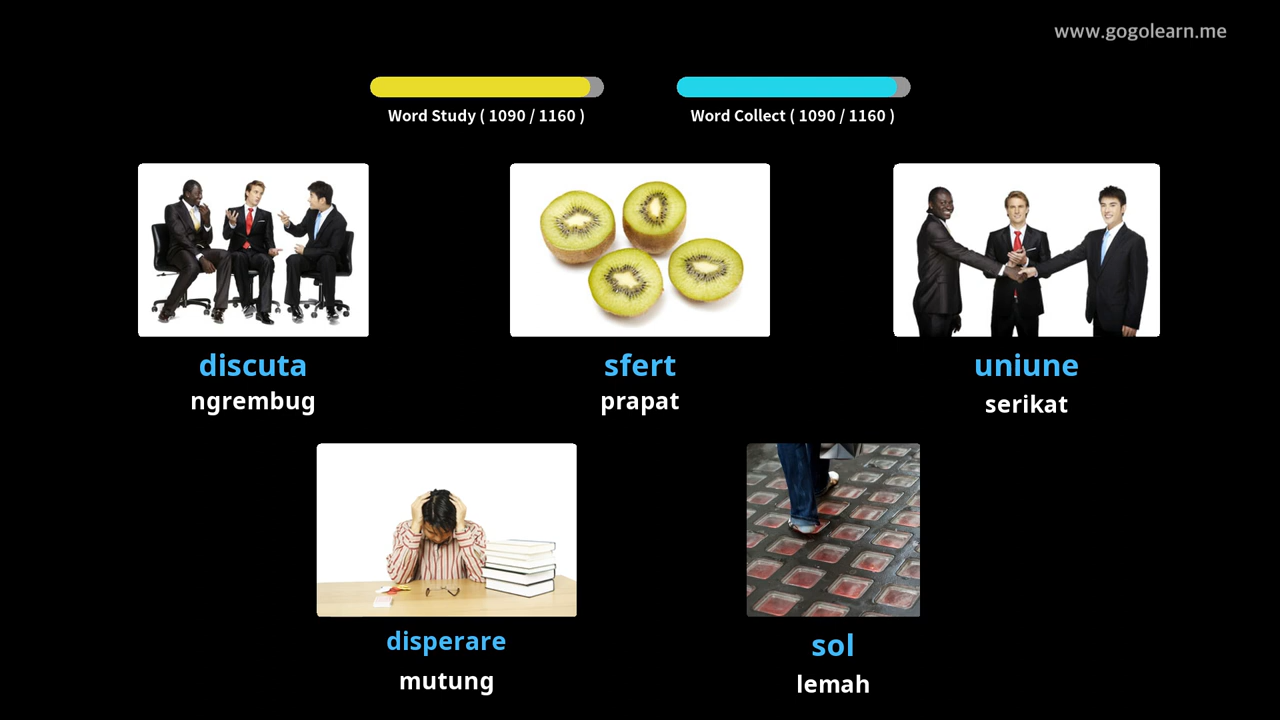 www.gogolearn.me
Word Study ( 1090 / 1160 )
Word Collect ( 1090 / 1160 )
discuta
ngrembug
sfert
prapat
uniune
serikat
disperare
mutung
sol
lemah